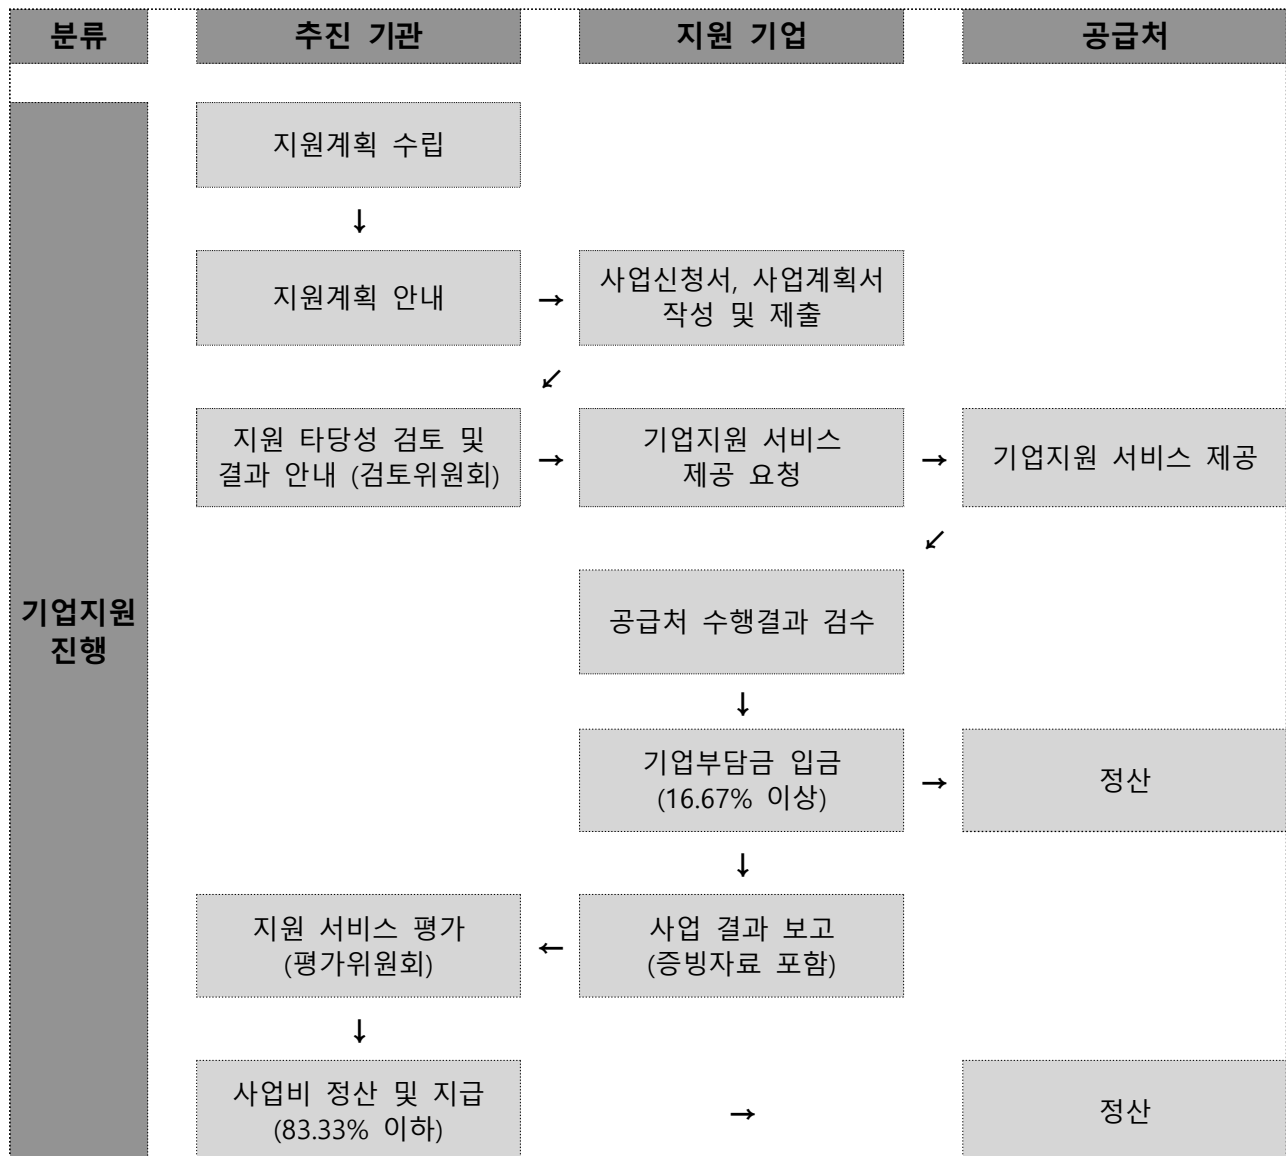 분류 추진 기관 지원 기업 공급처
지원계획 수립
↓
지원계획 안내 → 사업신청서, 사업계획서
작성 및 제출
↙
지원 타당성 검토 및
결과 안내 (검토위원회)
→
기업지원 서비스
제공 요청
→
기업지원 서비스 제공
↙
기업지원
진행
공급처 수행결과 검수
↓
기업부담금 입금
(16.67% 이상)
→
정산
↓
사업 결과 보고
(증빙자료 포함)
←
지원 서비스 평가
(평가위원회)
↓
사업비 정산 및 지급
(83.33% 이하)
→
정산